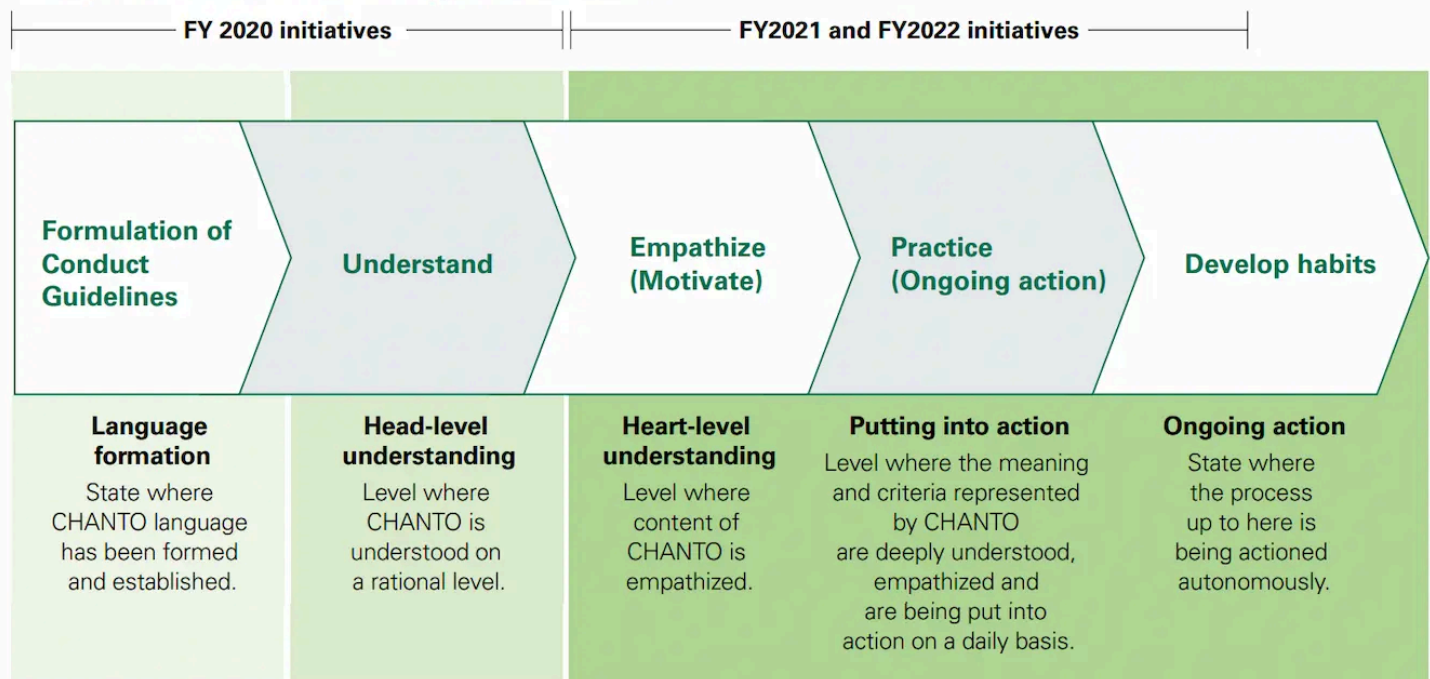 FY 2020 initiatives
FY2021 and FY2022 initiatives
Formulation of
Conduct
Guidelines
Understand
Empathize
(Motivate)
Practice
(Ongoing action)
Develop habits
Language
formation
State where
CHANTO language
has been formed
and established.
Head-level
understanding
Level where
CHANTO is
understood on
a rational level.
Heart-level
understanding
Level where
content of
CHANTO is
empathized.
Putting into action
Level where the meaning
and criteria represented
by CHANTO
are deeply understood,
empathized and
are being put into
action on a daily basis.
Ongoing action
State where
the process
up to here is
being actioned
autonomously.